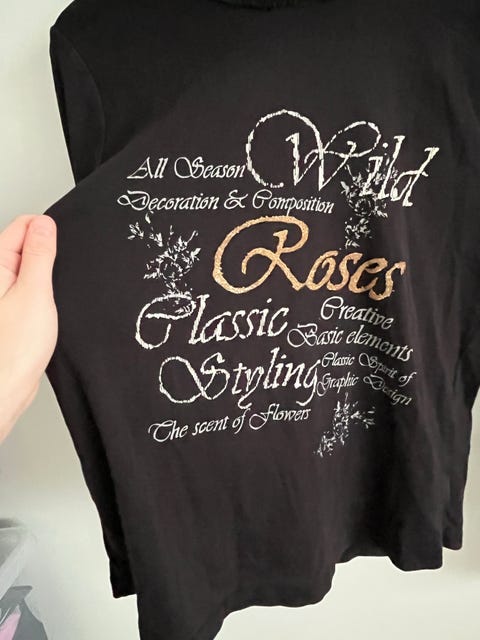 Wild
All Season
Decoration & Composition
Roses
Classic
Creative
Basic elements
Styling
Classic Spirit of
Graphic Design
The scent of Flowers